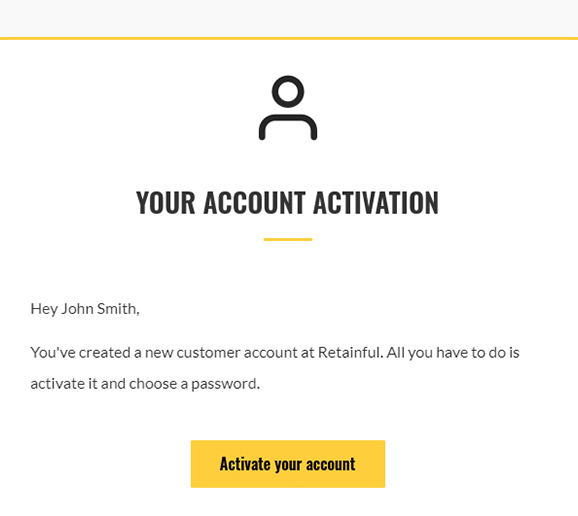 YOUR ACCOUNT ACTIVATION
Hey John Smith,
You've created a new customer account at Retainful. All you have to do is
activate it and choose a password.
Activate your account